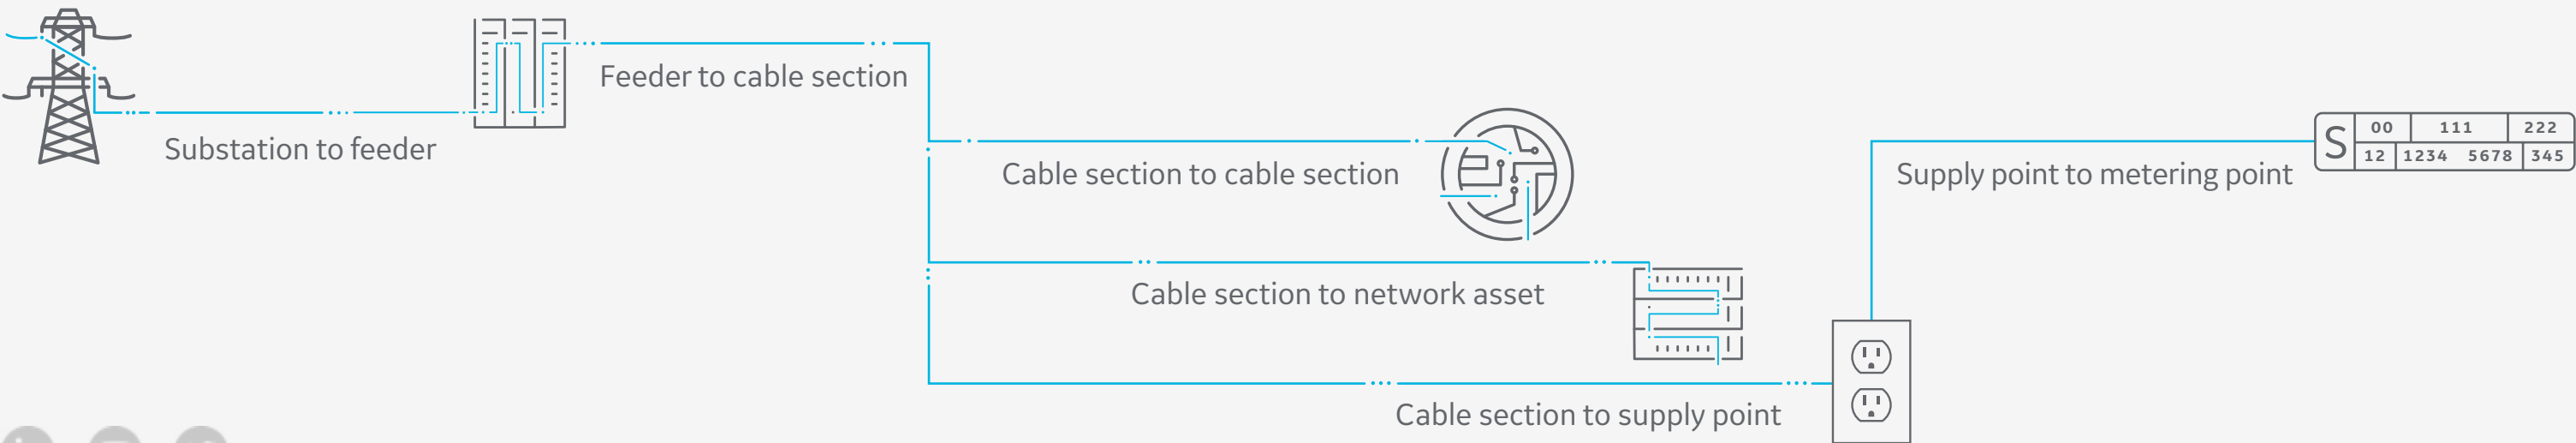 Substation to feeder
Feeder to cable section
Cable section to cable section
Cable section to network asset
Cable section to supply point
Supply point to metering point
S 00 111 222
12 1234 5678 345